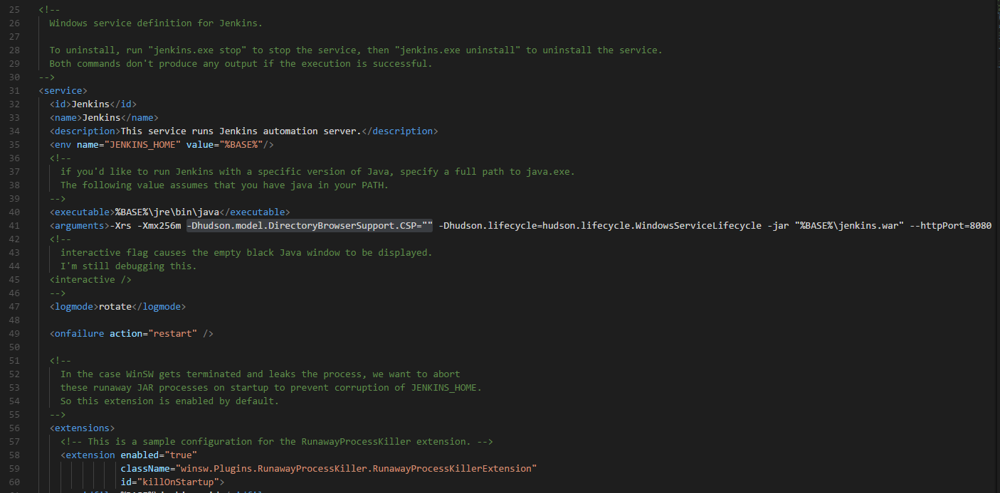 25 <!--
26 Windows service definition for Jenkins.
27
28 To uninstall, run "jenkins.exe stop" to stop the service, then "jenkins.exe uninstall" to uninstall the service.
29 Both commands don't produce any output if the execution is successful.
30 -->
31 <service>
32 <id>Jenkins</id>
33 <name>Jenkins</name>
34 <description>This service runs Jenkins automation server.</description>
35 <env name="JENKINS_HOME" value="%BASE%"/>
36 <!--
37 if you'd like to run Jenkins with a specific version of Java, specify a full path to java.exe.
38 The following value assumes that you have java in your PATH.
39 -->
40 <executable>%BASE%\jre\bin\java</executable>
41 <arguments>-Xrs -Xmx256m -Dhudson.model.DirectoryBrowserSupport.CSP="" -Dhudson.lifecycle=hudson.lifecycle.WindowsServiceLifecycle -jar "%BASE%\jenkins.war" --httpPort=8080
42 <!--
43 interactive flag causes the empty black Java window to be displayed.
44 I'm still debugging this.
45 <interactive />
46 -->
47 <logmode>rotate</logmode>
48
49 <onfailure action="restart" />
50
51 <!--
52 In the case WinSW gets terminated and leaks the process, we want to abort
53 these runaway JAR processes on startup to prevent corruption of JENKINS_HOME.
54 So this extension is enabled by default.
55 -->
56 <extensions>
57 <!-- This is a sample configuration for the RunawayProcessKiller extension. -->
58 <extension enabled="true"
59 className="winsw.Plugins.RunawayProcessKiller.RunawayProcessKillerExtension"
60 id="killOnStartup">